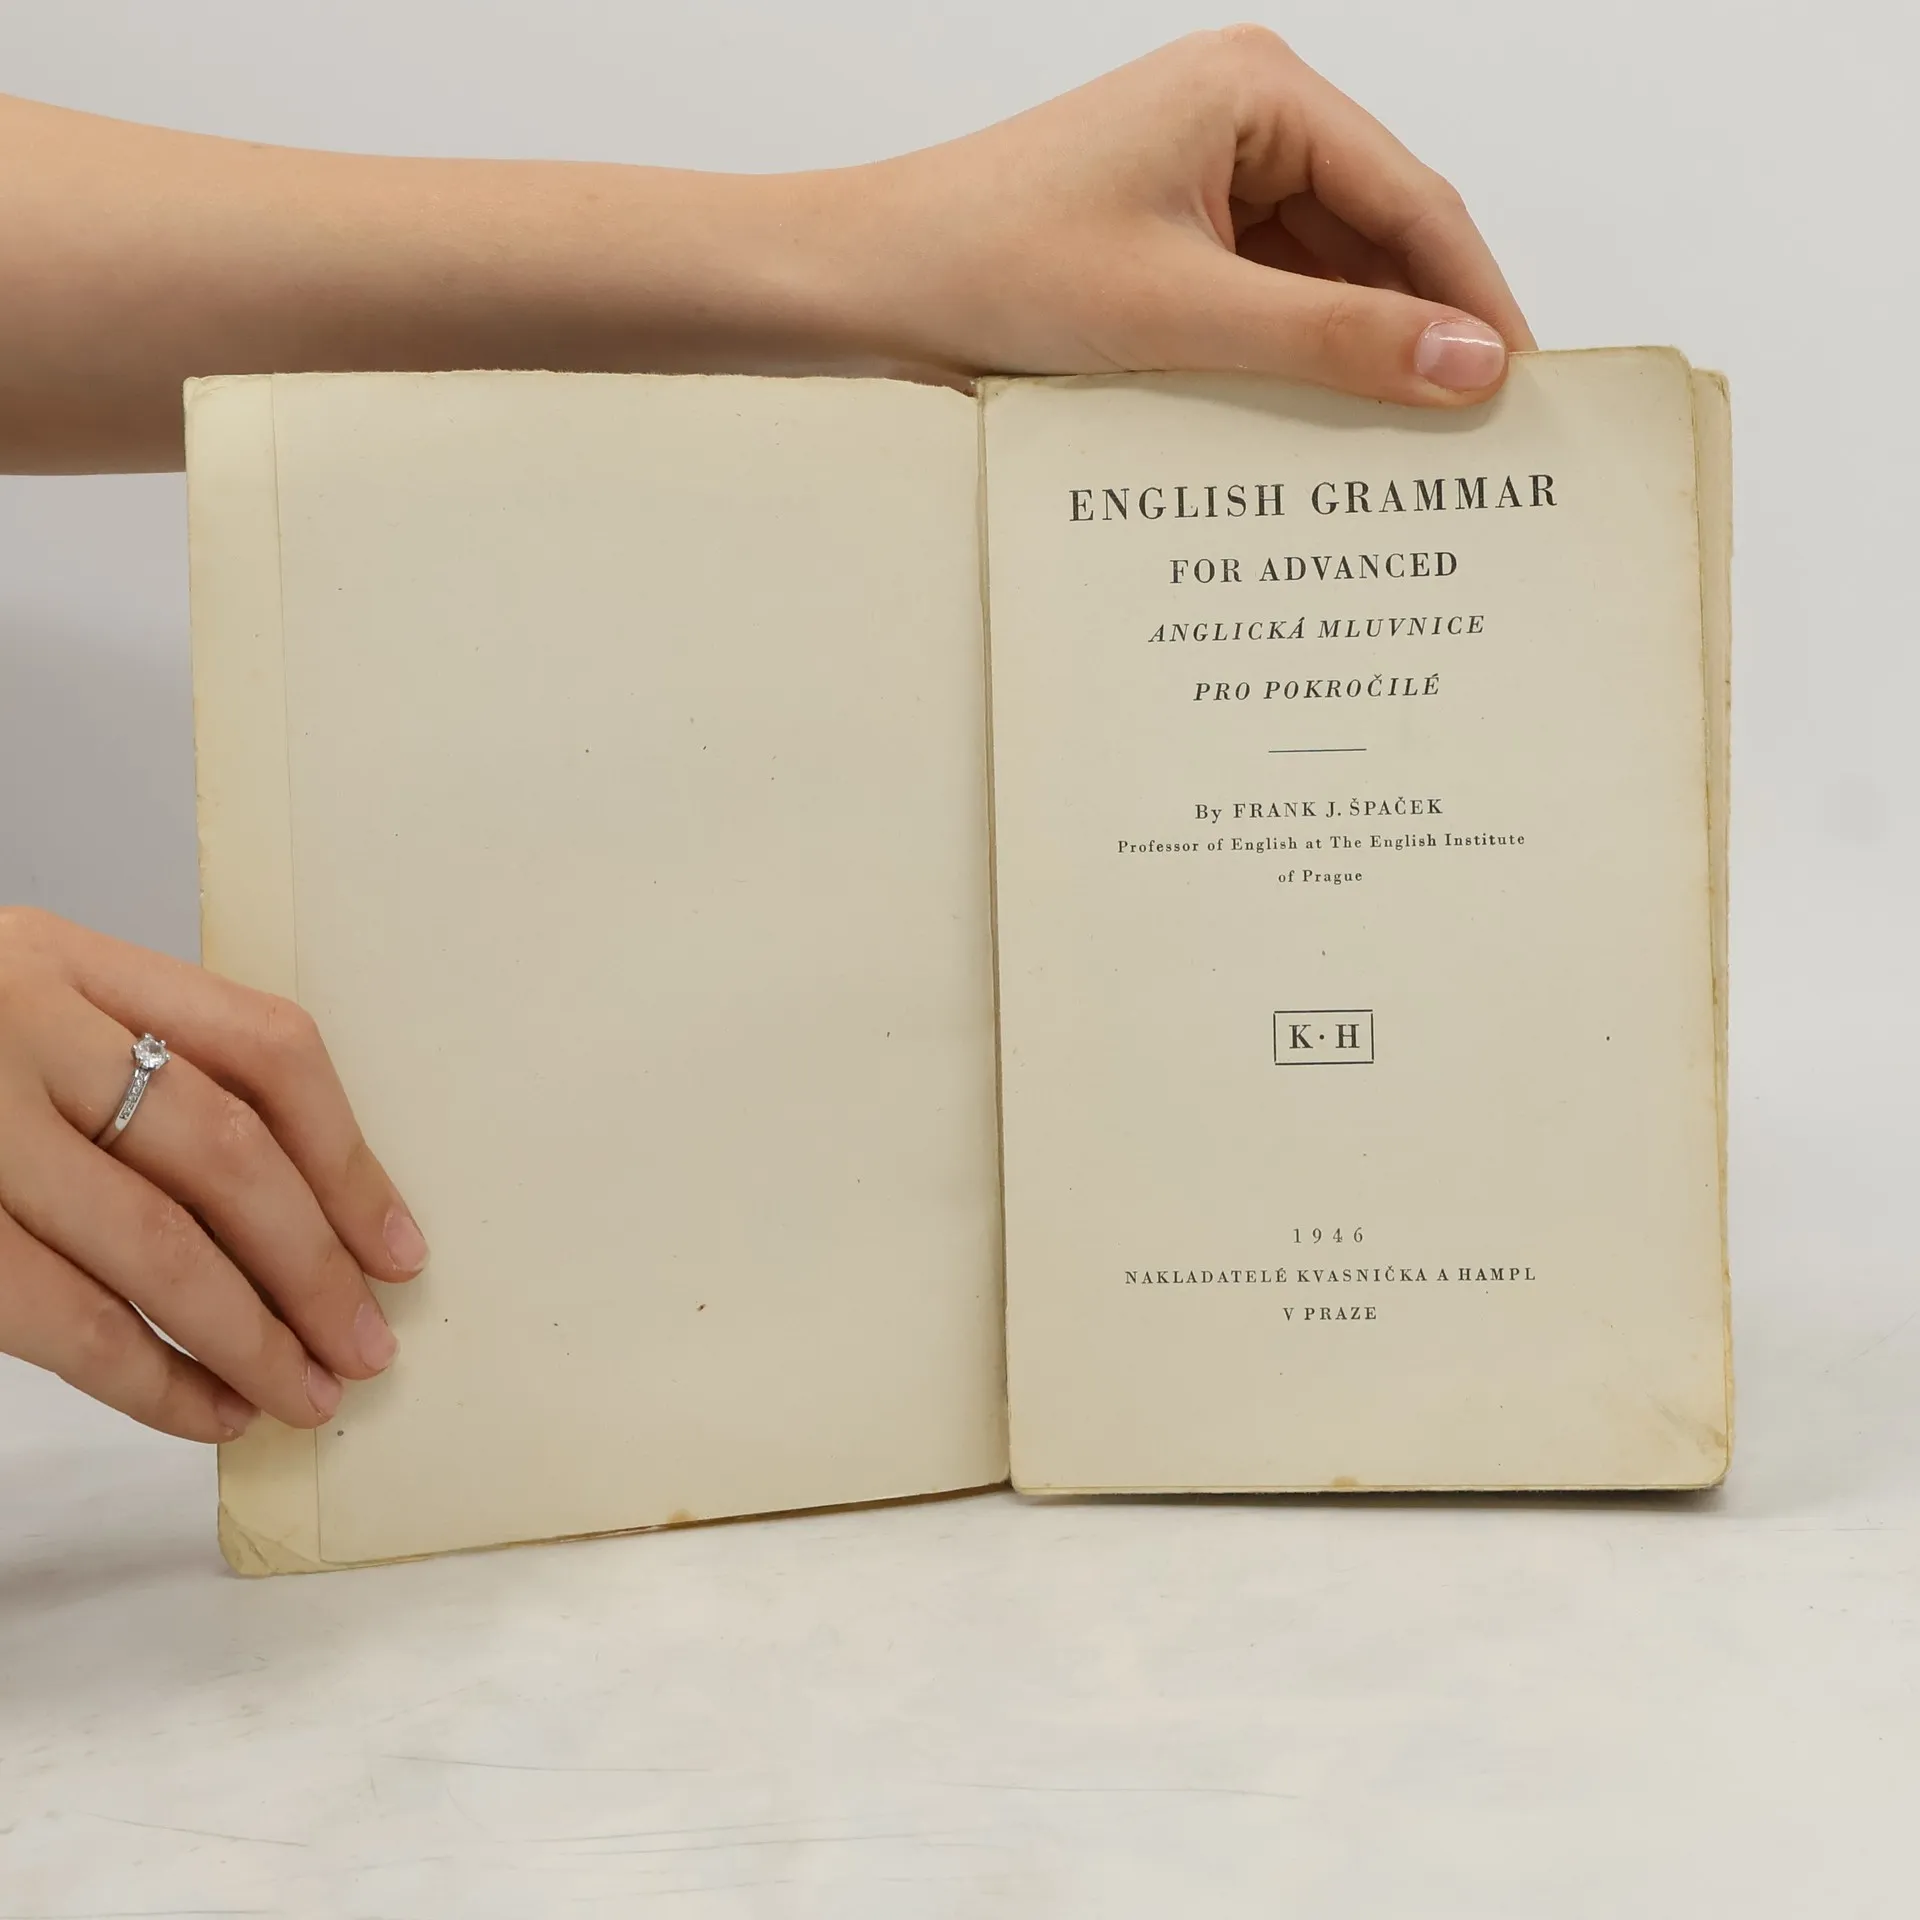 ENGLISH GRAMMAR
FOR ADVANCED
ANGLICKÁ MLUVNICE
PRO POKROČILÉ
By FRANK J. ŠPAČEK
Professor of English at The English Institute
of Prague
K·H
1946
NAKLADATELÉ KVASNIČKA A HAMPL
V PRAZE